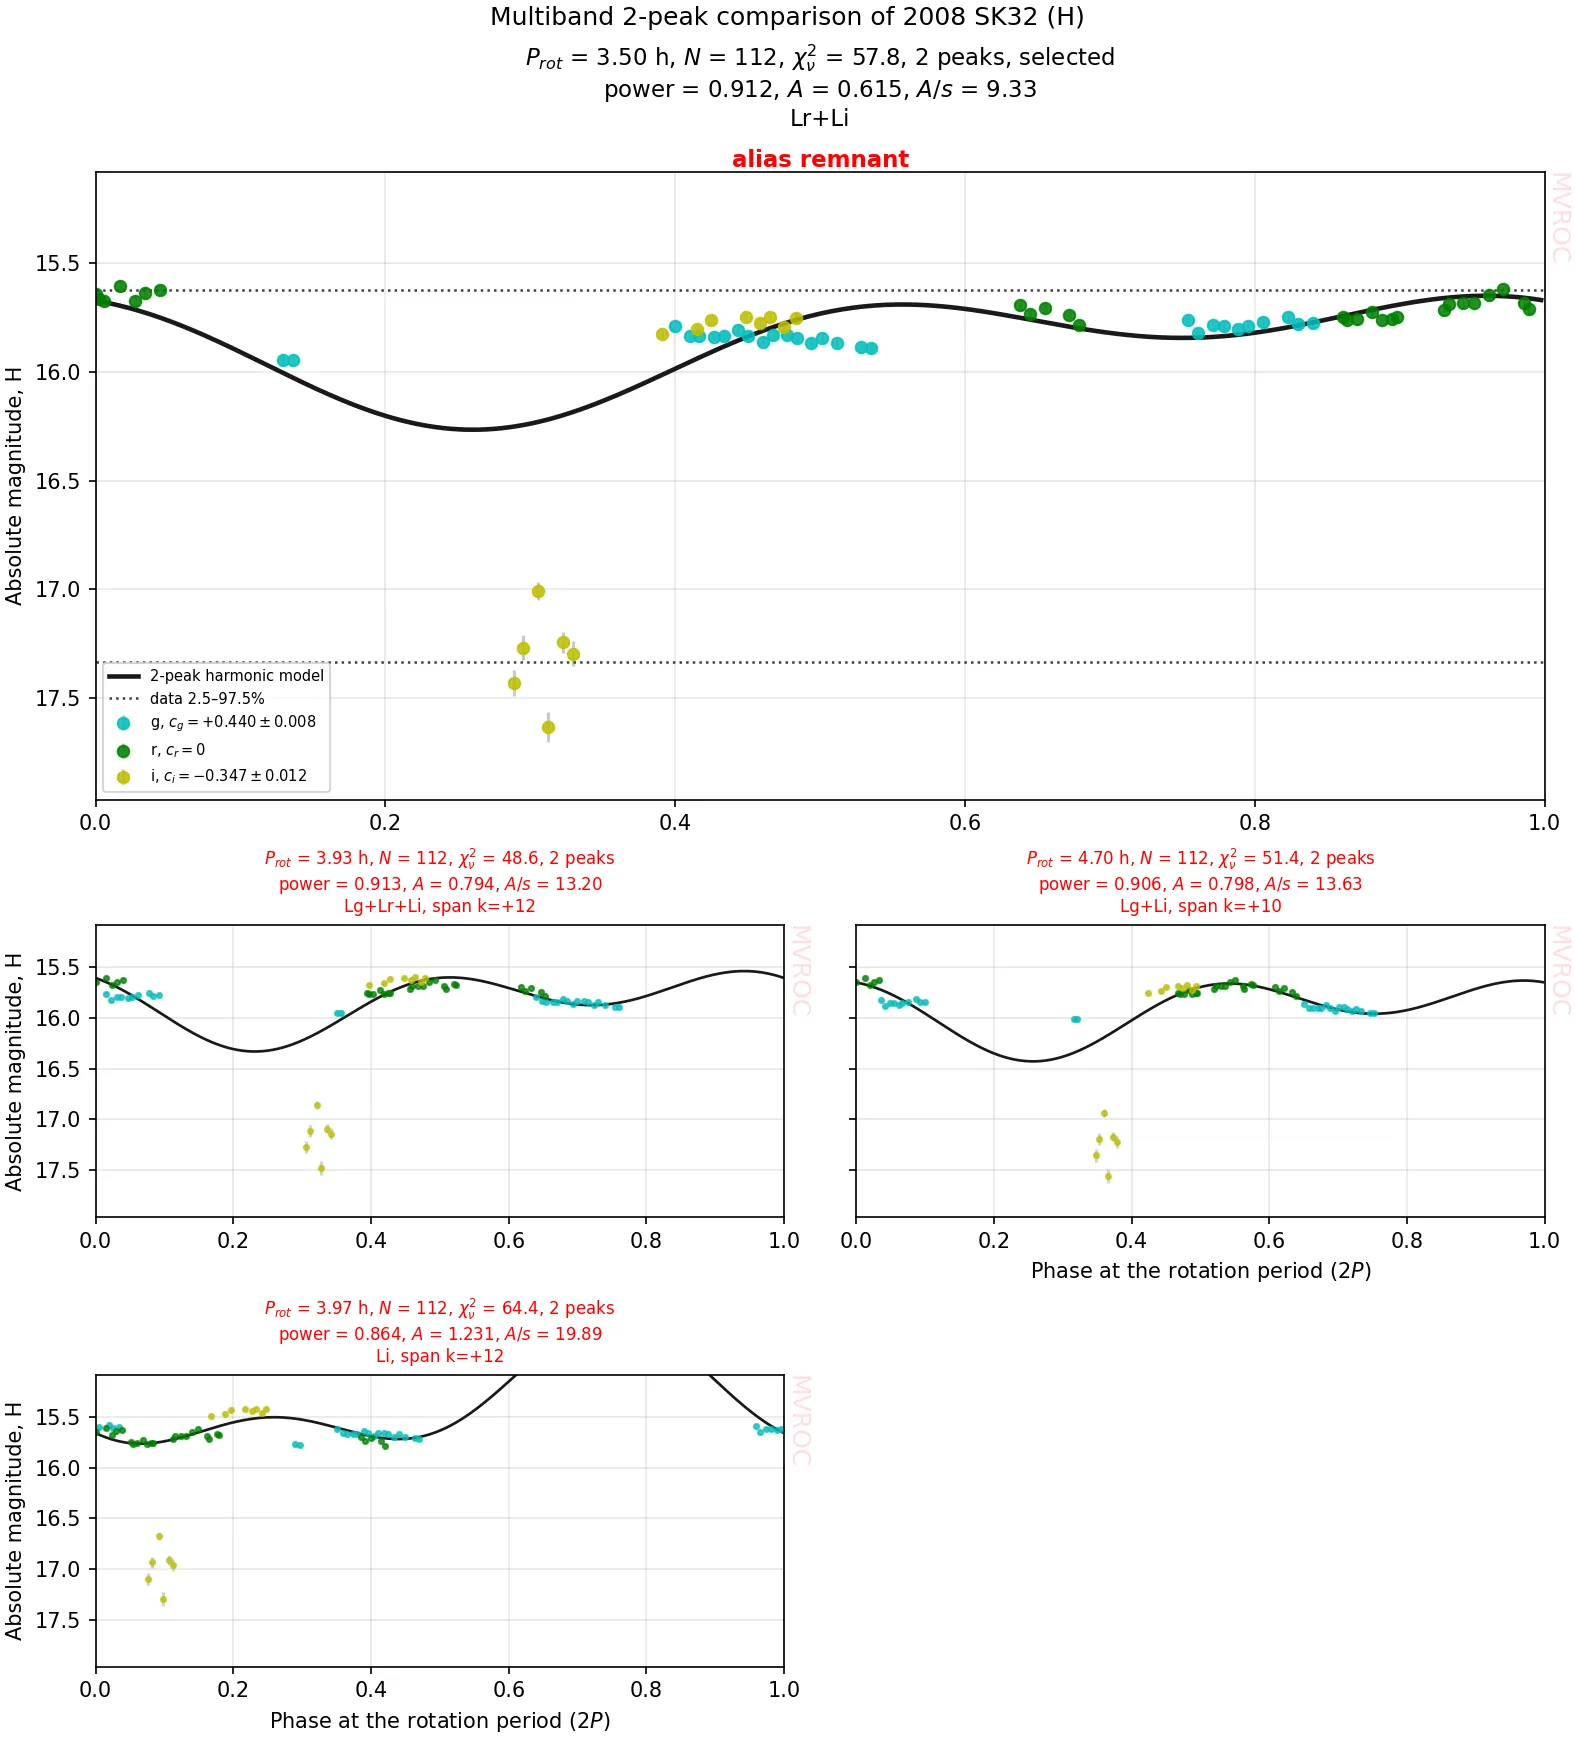 Multiband 2-peak comparison of 2008 SK32 (H)
P_rot = 3.50 h, N = 112, χ²_ν = 57.8, 2 peaks, selected
power = 0.912, A = 0.615, A/s = 9.33
Lr+Li
alias remnant
MVROC
Absolute magnitude, H
15.5
16.0
16.5
17.0
17.5
2-peak harmonic model
data 2.5–97.5%
g, c_g = +0.440 ± 0.008
r, c_r = 0
i, c_i = −0.347 ± 0.012
0.0 0.2 0.4 0.6 0.8 1.0
P_rot = 3.93 h, N = 112, χ²_ν = 48.6, 2 peaks
power = 0.913, A = 0.794, A/s = 13.20
Lg+Lr+Li, span k=+12
MVROC
Absolute magnitude, H
15.5
16.0
16.5
17.0
17.5
0.0 0.2 0.4 0.6 0.8 1.0
P_rot = 4.70 h, N = 112, χ²_ν = 51.4, 2 peaks
power = 0.906, A = 0.798, A/s = 13.63
Lg+Li, span k=+10
MVROC
0.0 0.2 0.4 0.6 0.8 1.0
Phase at the rotation period (2P)
P_rot = 3.97 h, N = 112, χ²_ν = 64.4, 2 peaks
power = 0.864, A = 1.231, A/s = 19.89
Li, span k=+12
MVROC
Absolute magnitude, H
15.5
16.0
16.5
17.0
17.5
0.0 0.2 0.4 0.6 0.8 1.0
Phase at the rotation period (2P)